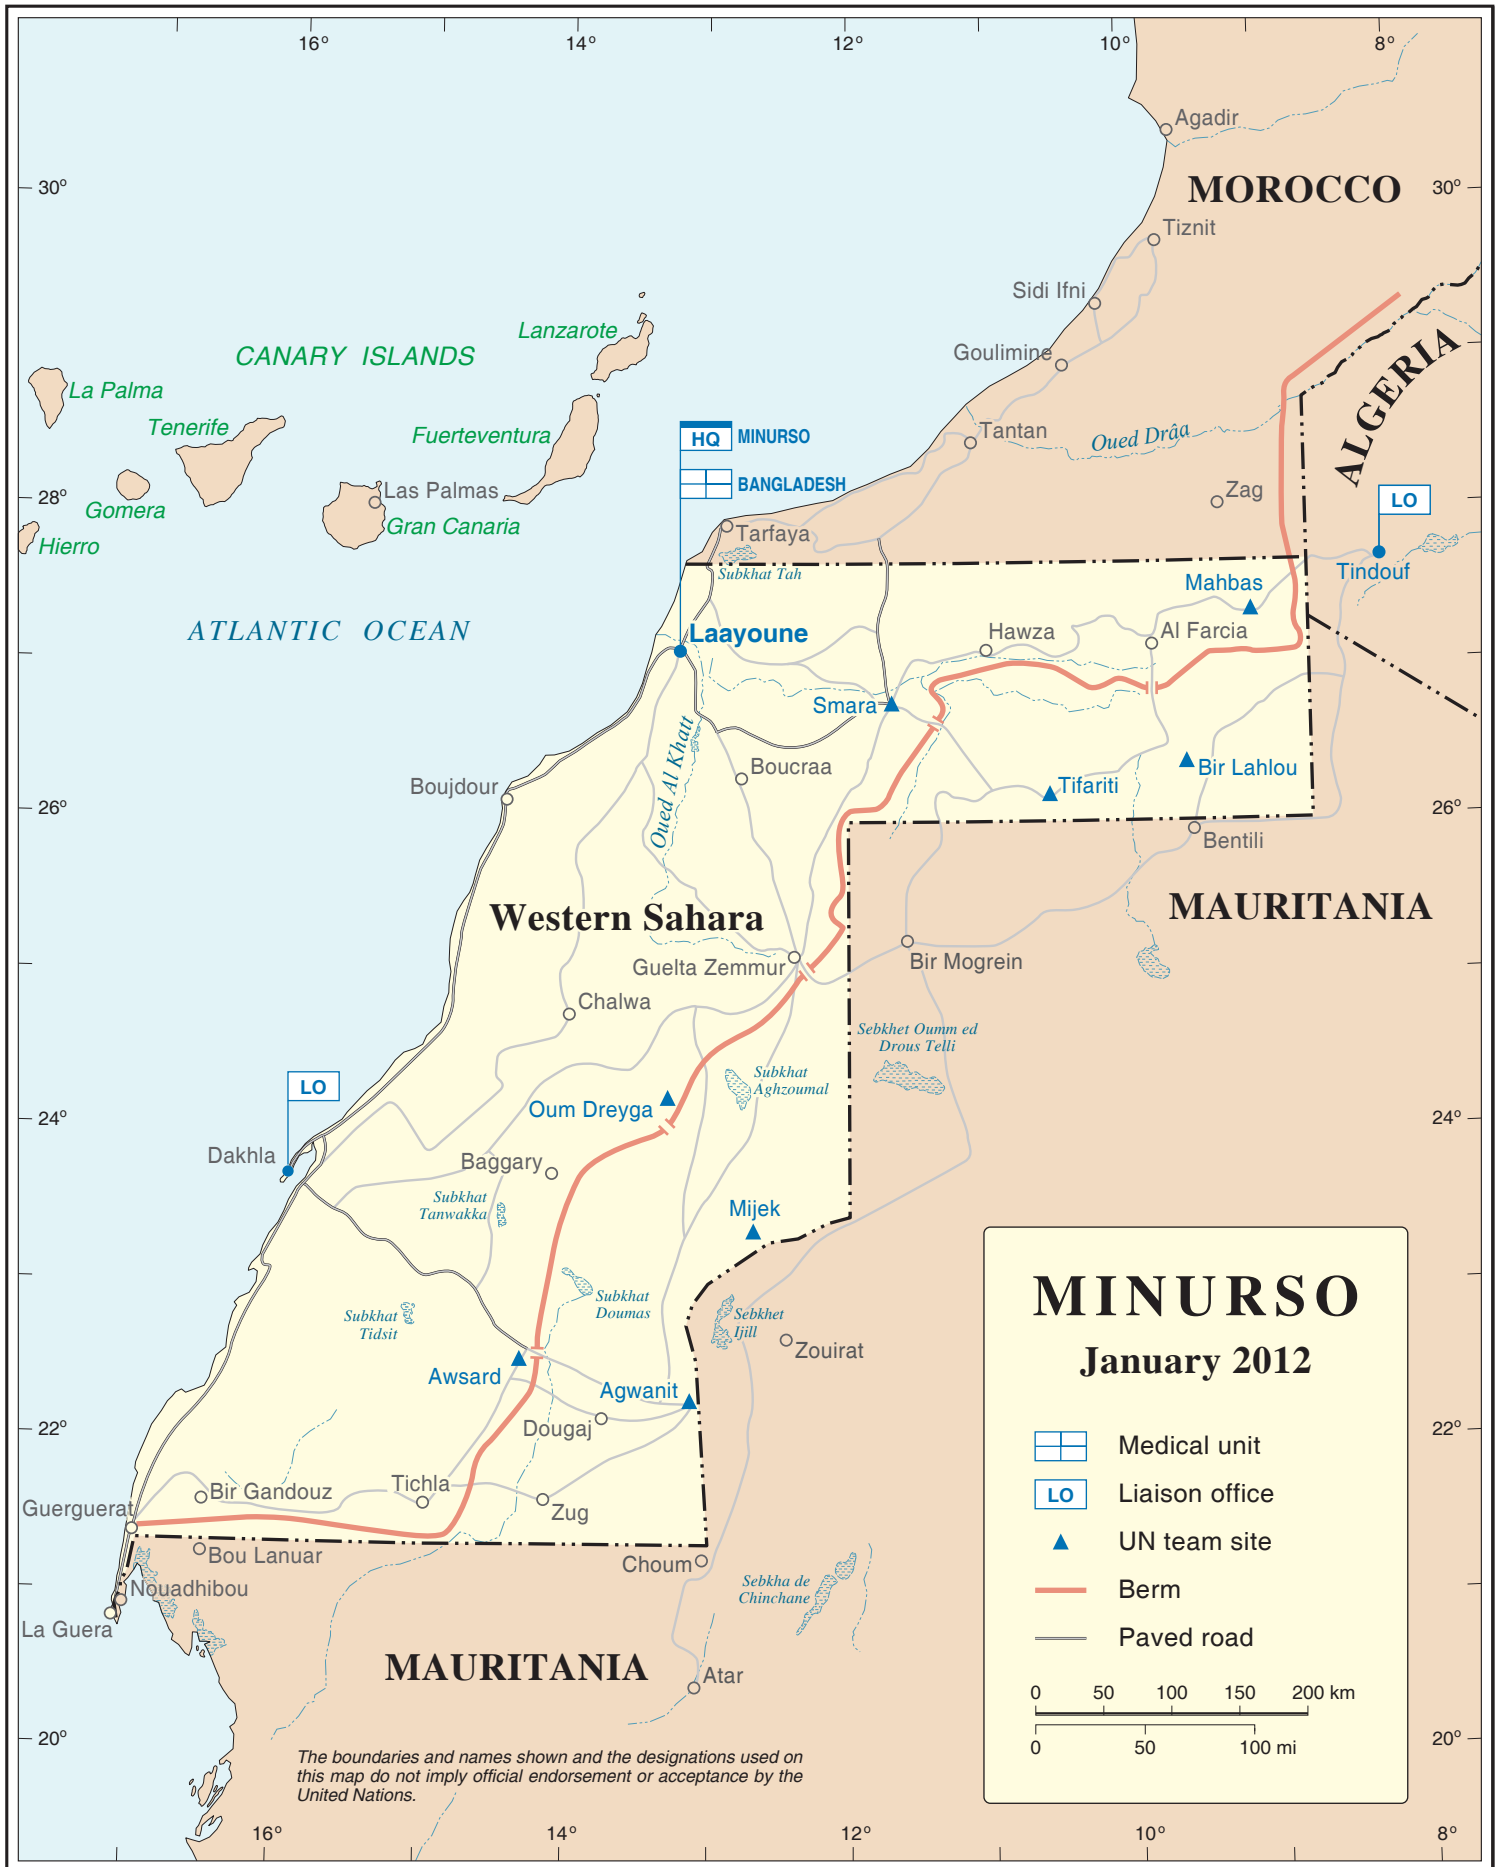 16° 14° 12° 10° 8°
Agadir
30° MOROCCO 30°
Tiznit
Sidi Ifni
Lanzarote
CANARY ISLANDS
Goulimine
ALGERIA
La Palma
Tenerife
Fuerteventura
Tantan
Oued Drâa
HQ MINURSO
BANGLADESH
28°
Las Palmas
Zag
LO
Gomera
Gran Canaria
Hierro
Tarfaya
Subkhat Tah
Tindouf
Mahbas
ATLANTIC OCEAN
Laayoune
Hawza
Al Farcia
Smara
Oued Al Khatt
Boucraa
Bir Lahlou
Boujdour
Tifariti
26° 26°
Bentili
Western Sahara
MAURITANIA
Guelta Zemmur
Bir Mogrein
Chalwa
Sebkhet Oumm ed
Drous Telli
Subkhat
Aghzoumal
LO
Oum Dreyga
24° 24°
Dakhla
Baggary
Subkhat
Tanwakka
Mijek
Subkhat
Doumas
Subkhat
Tidsit
Sebkhet
Ijill
Zouirat
Awsard
Agwanit
22° 22°
Dougaj
Tichla
Bir Gandouz
Zug
Guerguerat
Bou Lanuar
Choum
Nouadhibou
Sebkha de
Chinchane
La Guera
MAURITANIA
Atar
20° 20°
MINURSO
January 2012
Medical unit
LO Liaison office
UN team site
Berm
Paved road
0 50 100 150 200 km
0 50 100 mi
The boundaries and names shown and the designations used on
this map do not imply official endorsement or acceptance by the
United Nations.
16° 14° 12° 10° 8°